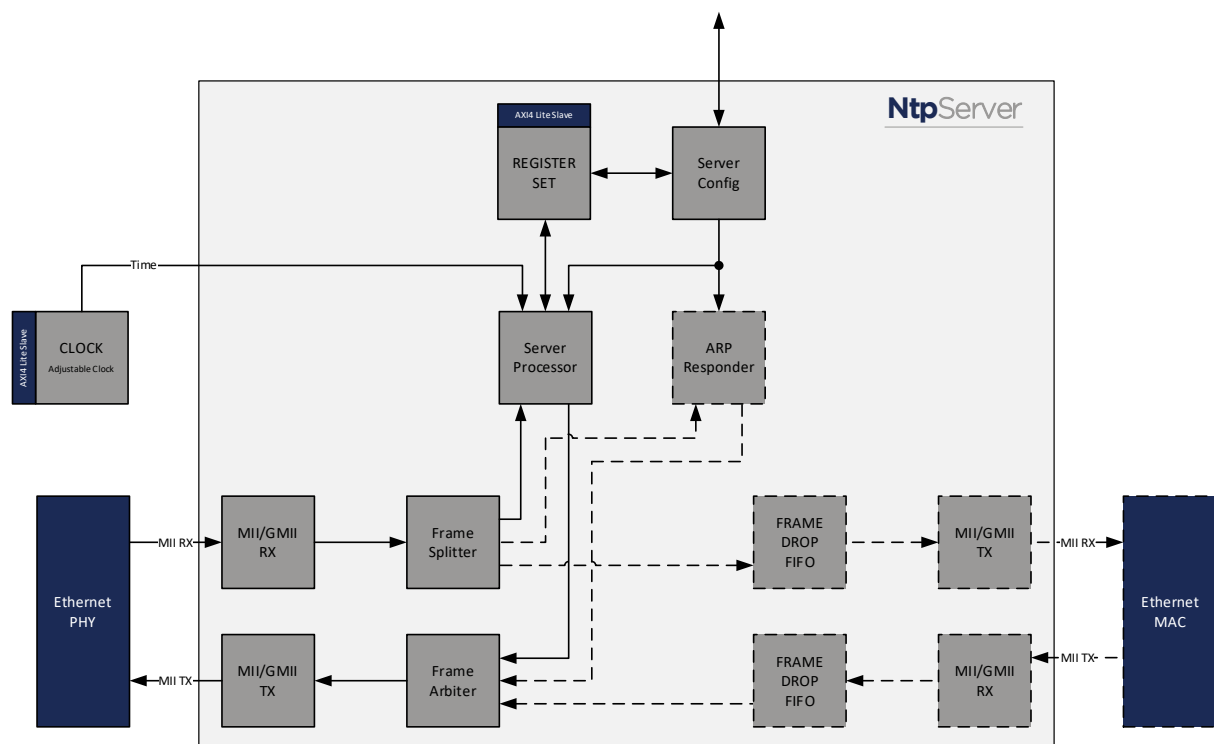 NtpServer
AXI4 Lite Slave
REGISTER
SET
Server
Config
Time
AXI4 Lite Slave
CLOCK
Adjustable Clock
Server
Processor
ARP
Responder
Ethernet
PHY
MII RX
MII/GMII
RX
Frame
Splitter
FRAME
DROP
FIFO
MII/GMII
TX
MII RX
Ethernet
MAC
MII TX
MII/GMII
TX
Frame
Arbiter
FRAME
DROP
FIFO
MII/GMII
RX
MII TX